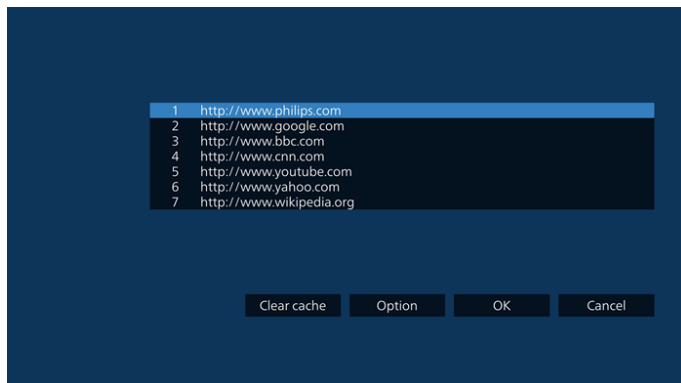 1 http://www.philips.com
2 http://www.google.com
3 http://www.bbc.com
4 http://www.cnn.com
5 http://www.youtube.com
6 http://www.yahoo.com
7 http://www.wikipedia.org
Clear cache Option OK Cancel